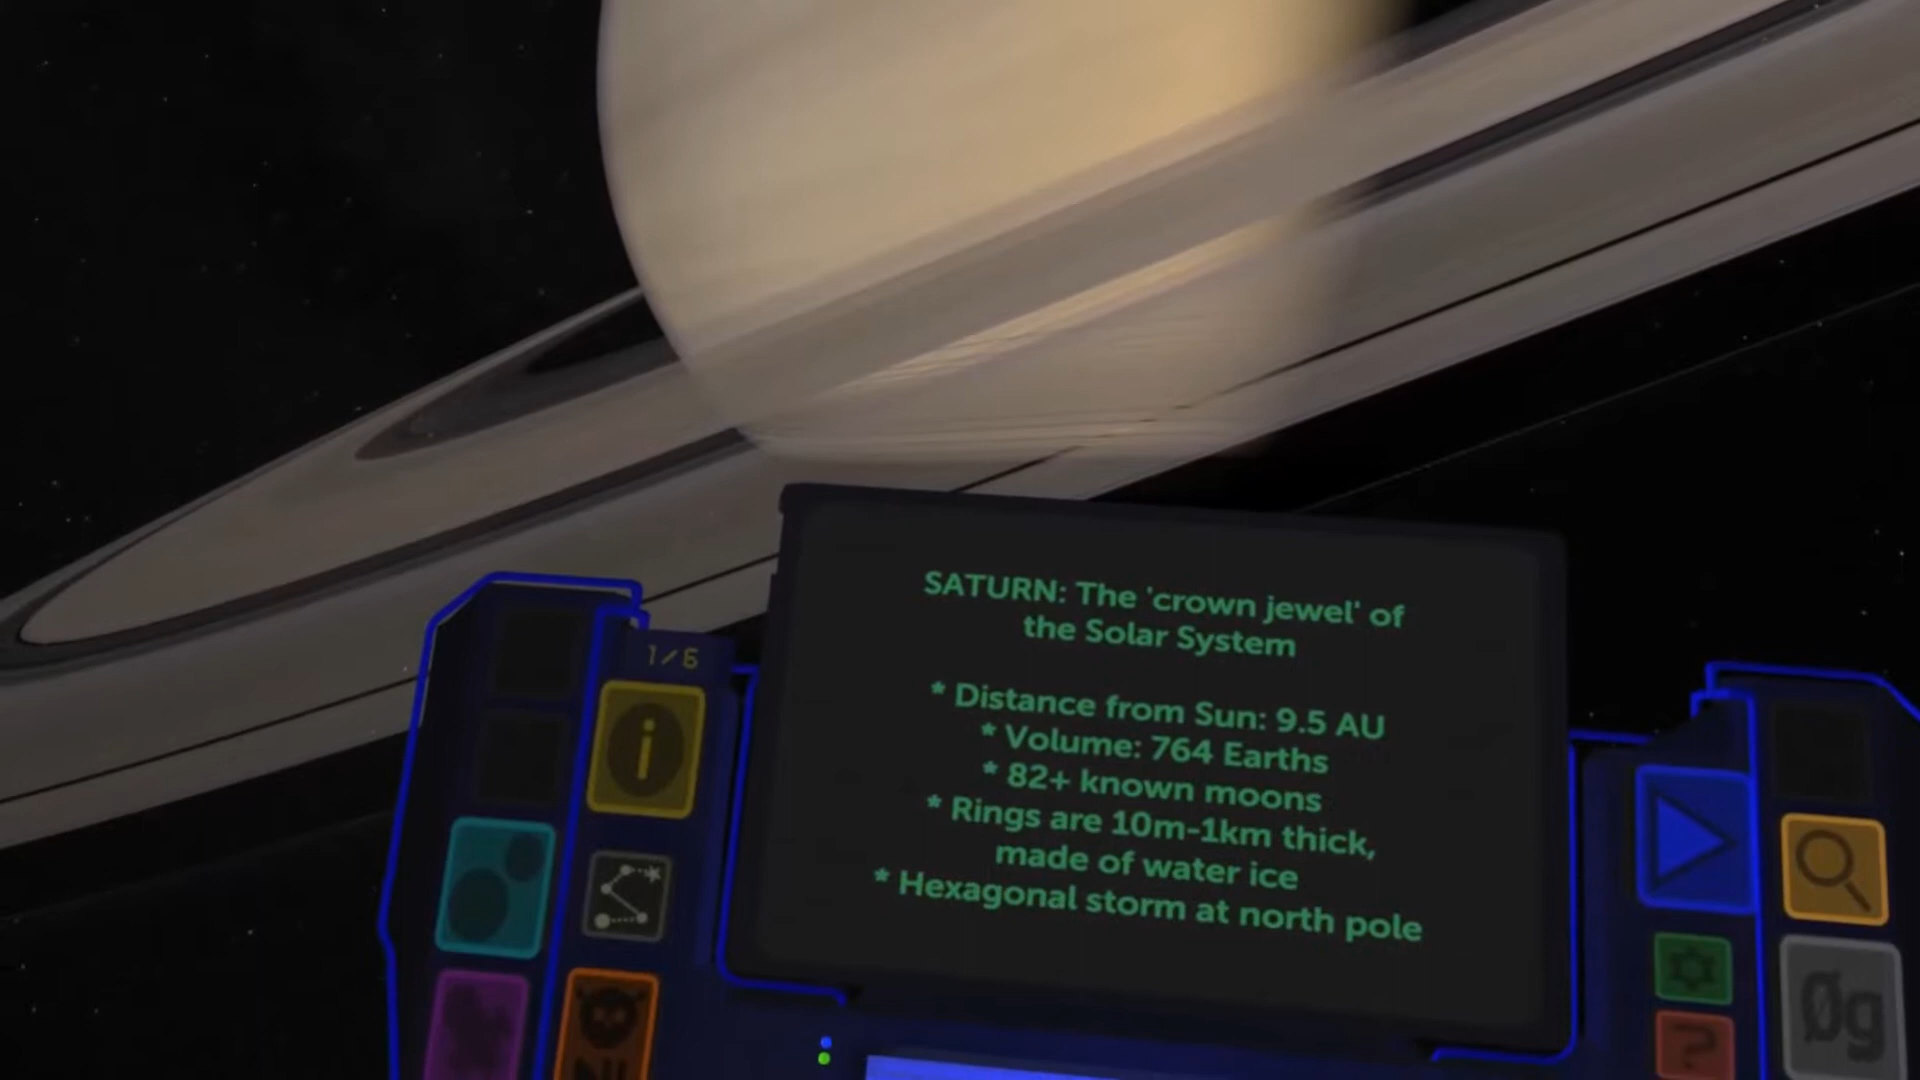 SATURN: The 'crown jewel' of
the Solar System
* Distance from Sun: 9.5 AU
* Volume: 764 Earths
* 82+ known moons
* Rings are 10m-1km thick,
made of water ice
* Hexagonal storm at north pole
1/6
i
?
Øg